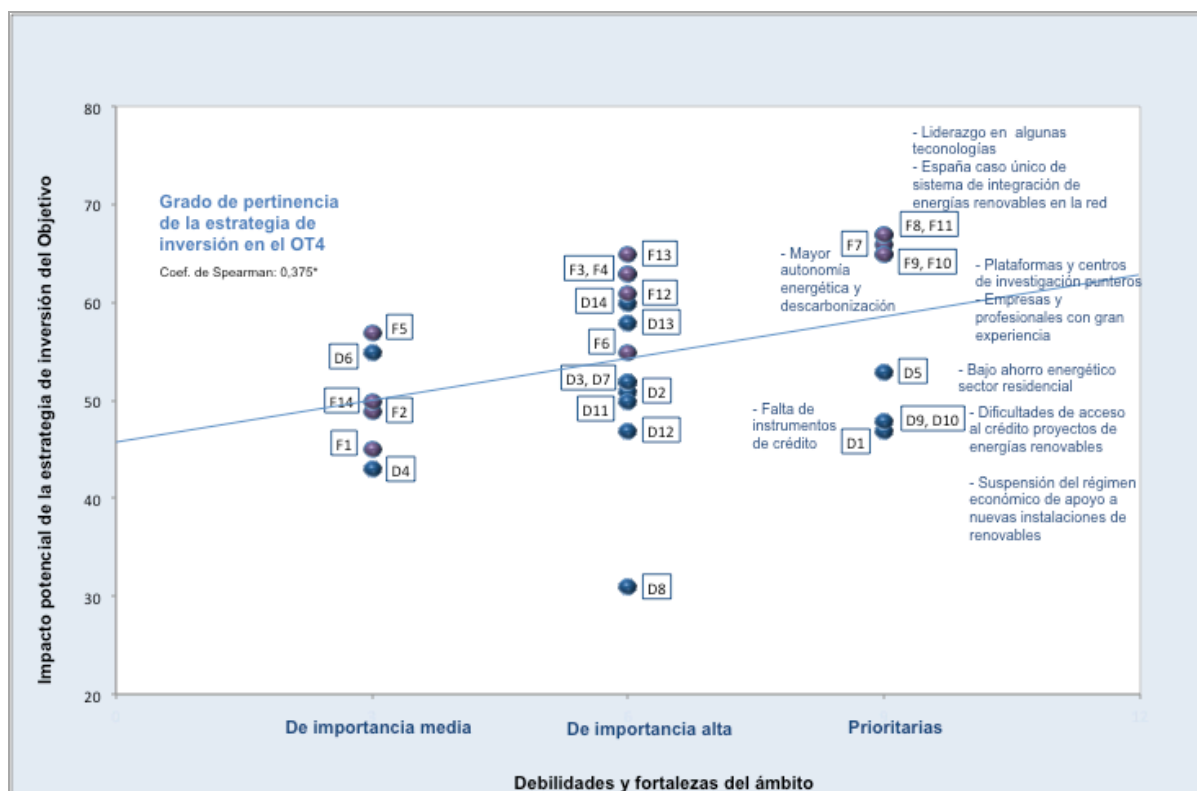 80
70
60
50
40
30
20
Impacto potencial de la estrategia de inversión del Objetivo
Grado de pertinencia
de la estrategia de
inversión en el OT4
Coef. de Spearman: 0,375*
F5
D6
F14
F2
F1
D4
F13
F3, F4
F12
D14
D13
F6
D3, D7
D2
D11
D12
D8
- Liderazgo en algunas
teconologías
- España caso único de
sistema de integración de
energías renovables en la red
F8, F11
F7
F9, F10
- Mayor
autonomía
energética y
descarbonización
- Plataformas y centros
de investigación punteros
- Empresas y
profesionales con gran
experiencia
D5
- Bajo ahorro energético
sector residencial
D9, D10
D1
- Falta de
instrumentos
de crédito
- Dificultades de acceso
al crédito proyectos de
energías renovables
- Suspensión del régimen
económico de apoyo a
nuevas instalaciones de
renovables
0
3
6
9
12
De importancia media
De importancia alta
Prioritarias
Debilidades y fortalezas del ámbito